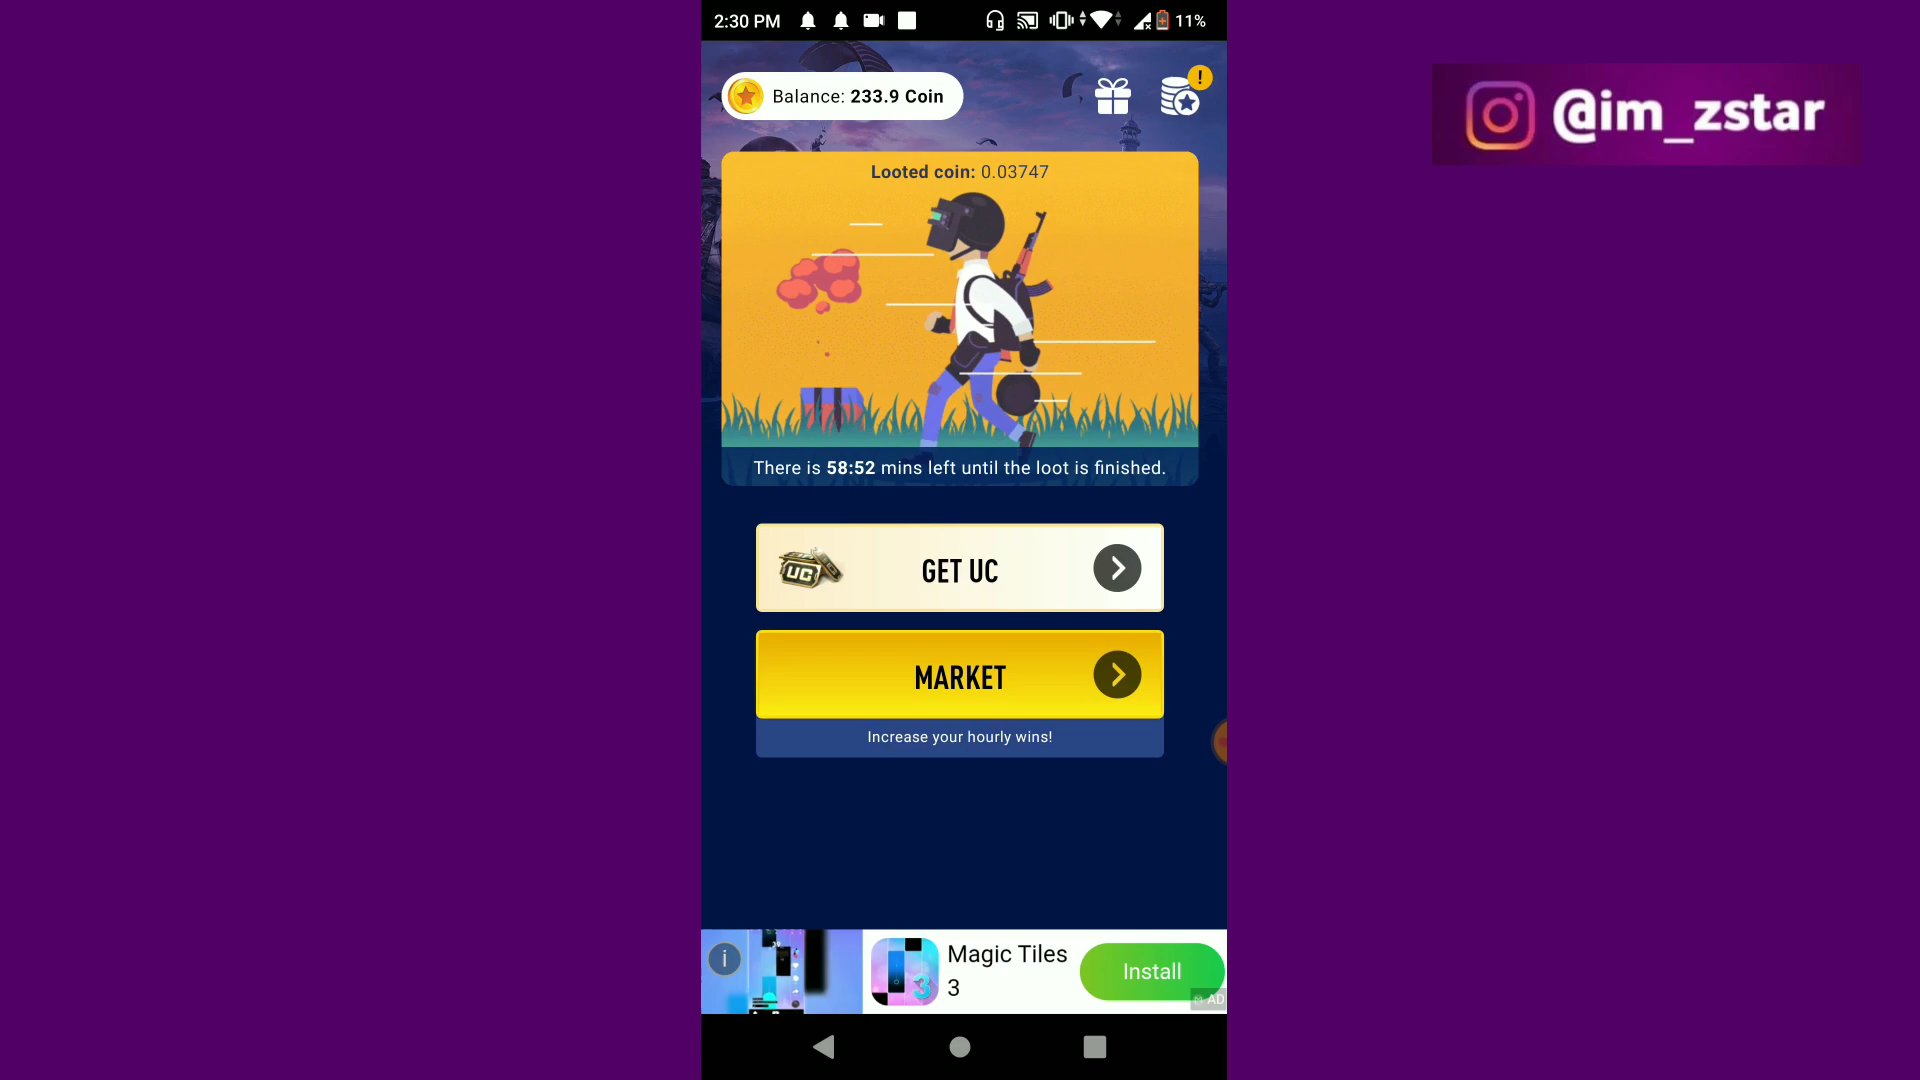 2:30 PM
11%
@im_zstar
Balance: 233.9 Coin
!
Looted coin: 0.03747
There is 58:52 mins left until the loot is finished.
UC
GET UC
MARKET
Increase your hourly wins!
i
3
Magic Tiles
3
Install
AD